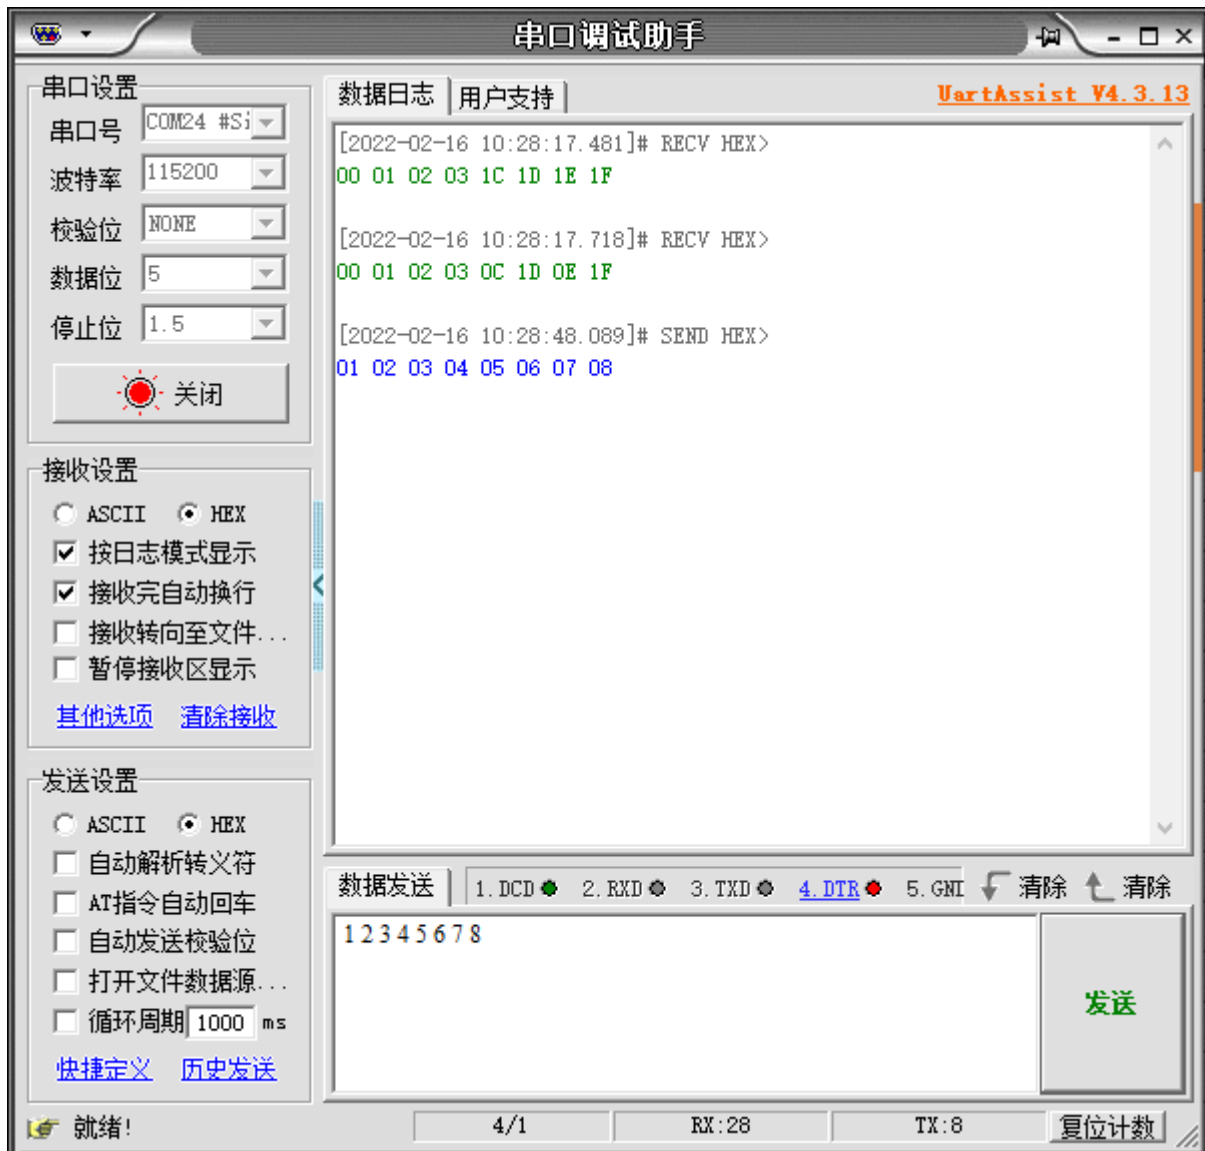 串口调试助手
串口设置
串口号 COM24 #Si
波特率 115200
校验位 NONE
数据位 5
停止位 1.5
关闭
接收设置
ASCII HEX
按日志模式显示
接收完自动换行
接收转向至文件...
暂停接收区显示
其他选项 清除接收
发送设置
ASCII HEX
自动解析转义符
AT指令自动回车
自动发送校验位
打开文件数据源...
循环周期 1000 ms
快捷定义 历史发送
数据日志 用户支持 UartAssist V4.3.13
[2022-02-16 10:28:17.481]# RECV HEX>
00 01 02 03 1C 1D 1E 1F
[2022-02-16 10:28:17.718]# RECV HEX>
00 01 02 03 0C 1D 0E 1F
[2022-02-16 10:28:48.089]# SEND HEX>
01 02 03 04 05 06 07 08
数据发送 1.DCD 2.RXD 3.TXD 4.DTR 5.GND 清除 清除
1 2 3 4 5 6 7 8
发送
就绪! 4/1 RX:28 TX:8 复位计数